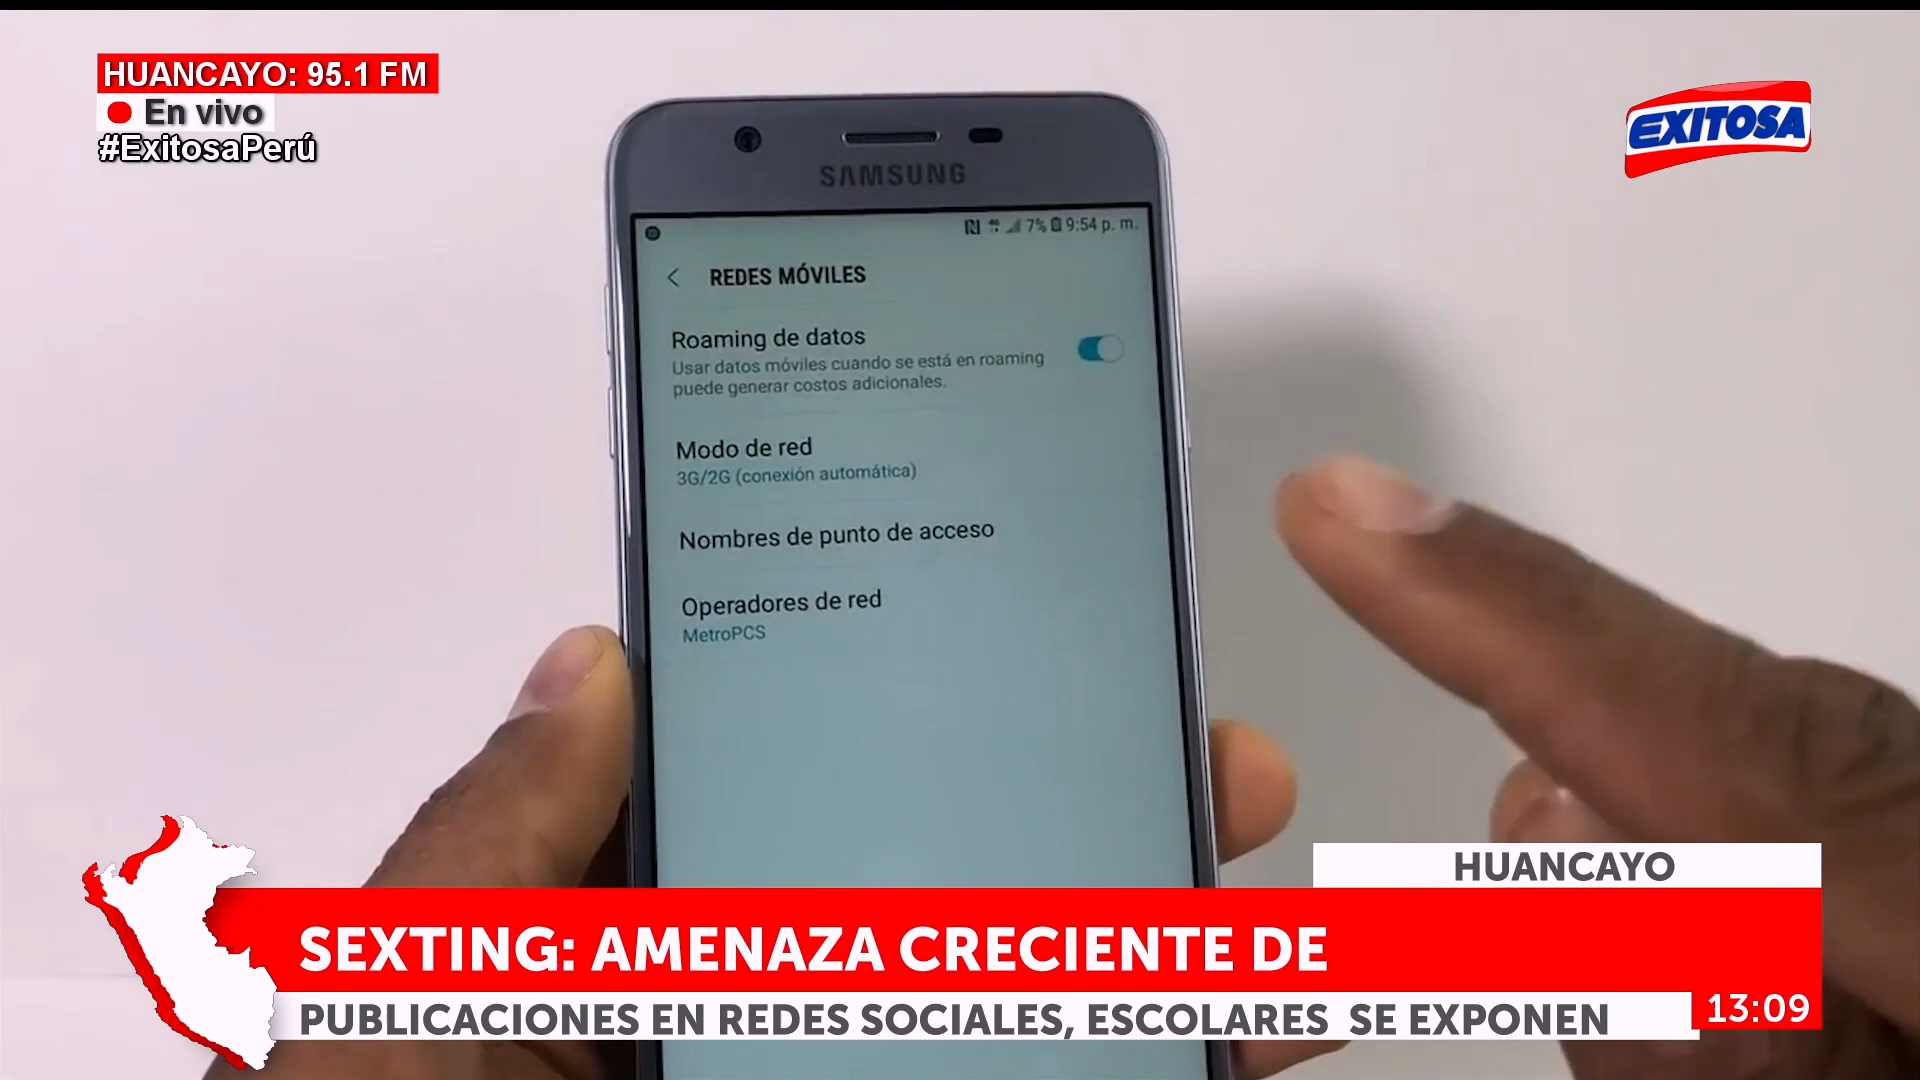 HUANCAYO: 95.1 FM
En vivo
#ExitosaPerú
EXITOSA
SAMSUNG
7% 9:54 p. m.
REDES MÓVILES
Roaming de datos
Usar datos móviles cuando se está en roaming
puede generar costos adicionales.
Modo de red
3G/2G (conexión automática)
Nombres de punto de acceso
Operadores de red
MetroPCS
HUANCAYO
SEXTING: AMENAZA CRECIENTE DE
PUBLICACIONES EN REDES SOCIALES, ESCOLARES SE EXPONEN
13:09